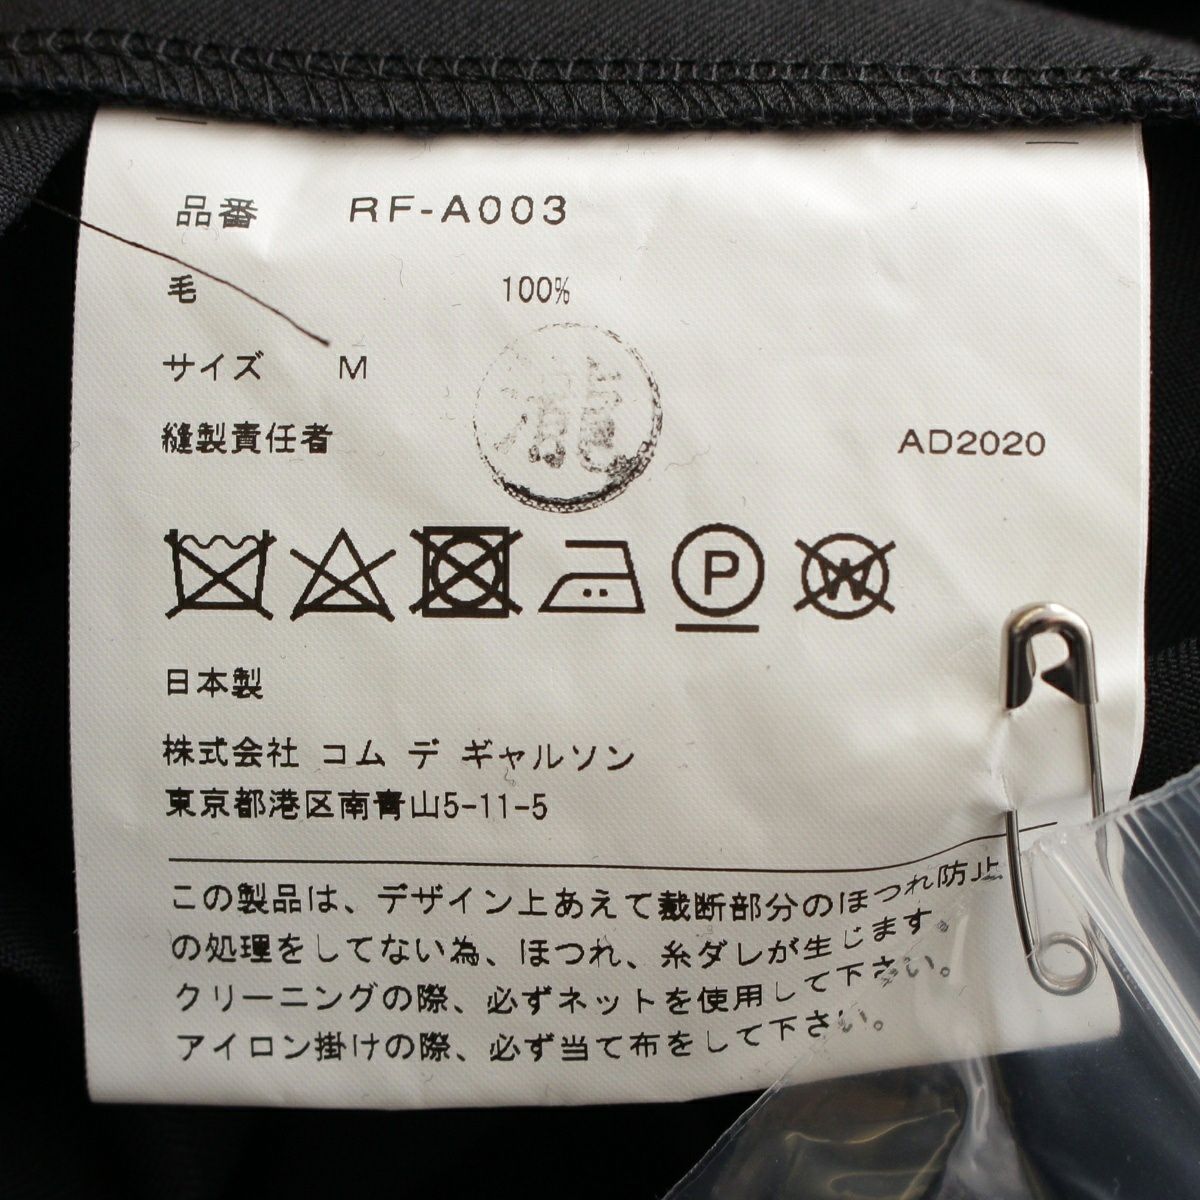 品番 RF-A003
毛 100%
サイズ M
縫製責任者 瀧 AD2020
P W
日本製
株式会社 コム デ ギャルソン
東京都港区南青山5-11-5
この製品は、デザイン上あえて裁断部分のほつれ防止
の処理をしてない為、ほつれ、糸ダレが生じます。
クリーニングの際、必ずネットを使用して下さい。
アイロン掛けの際、必ず当て布をして下さい。